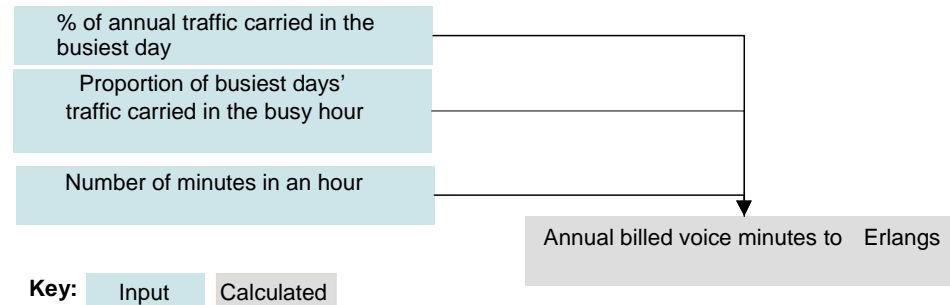 % of annual traffic carried in the
busiest day
Proportion of busiest days'
traffic carried in the busy hour
Number of minutes in an hour
Annual billed voice minutes to Erlangs
Key: Input Calculated